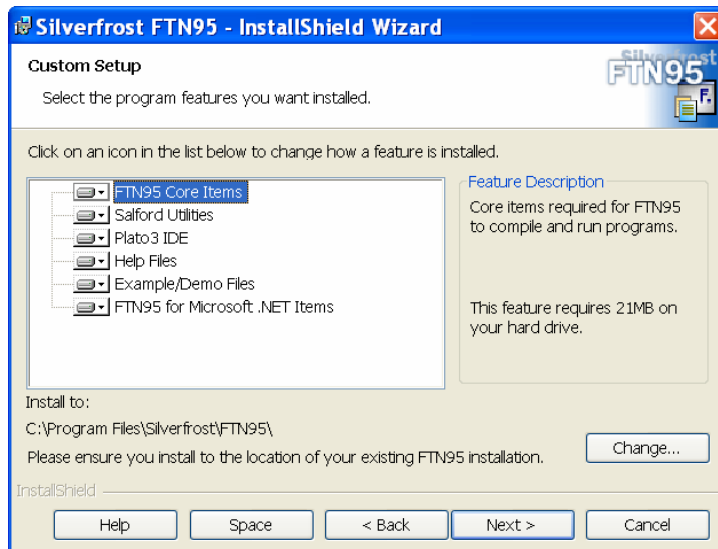 Silverfrost FTN95 - InstallShield Wizard
Custom Setup
Select the program features you want installed.
Silverfrost
FTN95
F.
Click on an icon in the list below to change how a feature is installed.
FTN95 Core Items
Salford Utilities
Plato3 IDE
Help Files
Example/Demo Files
FTN95 for Microsoft .NET Items
Feature Description
Core items required for FTN95
to compile and run programs.
This feature requires 21MB on
your hard drive.
Install to:
C:\Program Files\Silverfrost\FTN95\
Please ensure you install to the location of your existing FTN95 installation.
Change...
InstallShield
Help
Space
< Back
Next >
Cancel